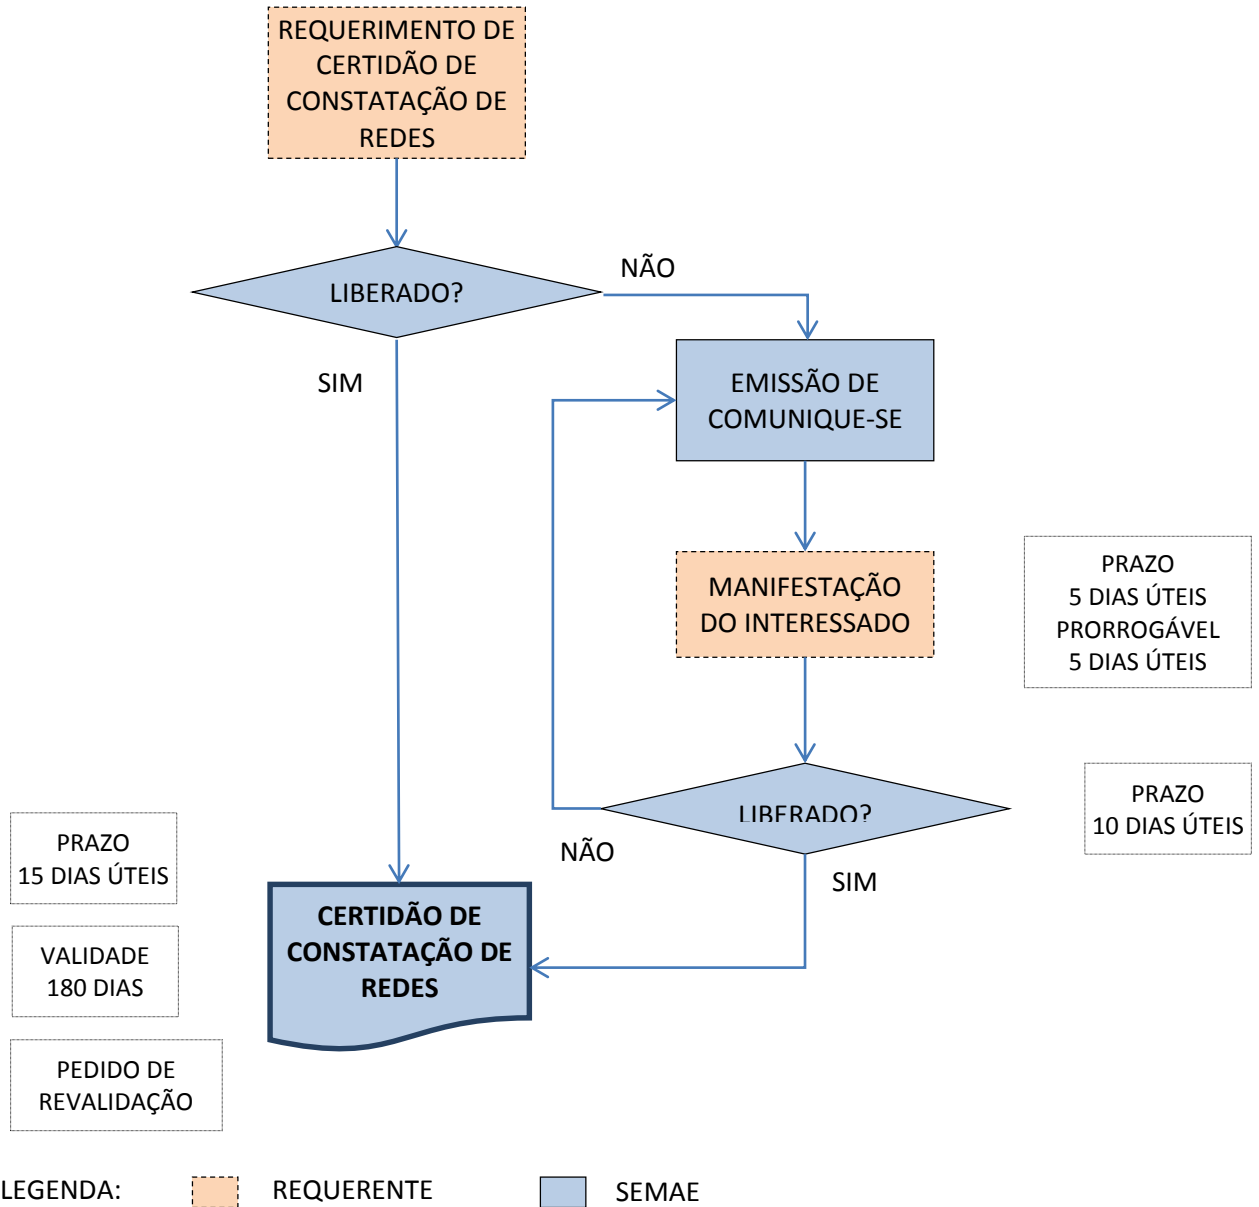 REQUERIMENTO DE
CERTIDÃO DE
CONSTATAÇÃO DE
REDES
LIBERADO?
NÃO
SIM
EMISSÃO DE
COMUNIQUE-SE
MANIFESTAÇÃO
DO INTERESSADO
PRAZO
5 DIAS ÚTEIS
PRORROGÁVEL
5 DIAS ÚTEIS
LIBERADO?
PRAZO
10 DIAS ÚTEIS
NÃO
SIM
PRAZO
15 DIAS ÚTEIS
CERTIDÃO DE
CONSTATAÇÃO DE
REDES
VALIDADE
180 DIAS
PEDIDO DE
REVALIDAÇÃO
LEGENDA:
REQUERENTE
SEMAE